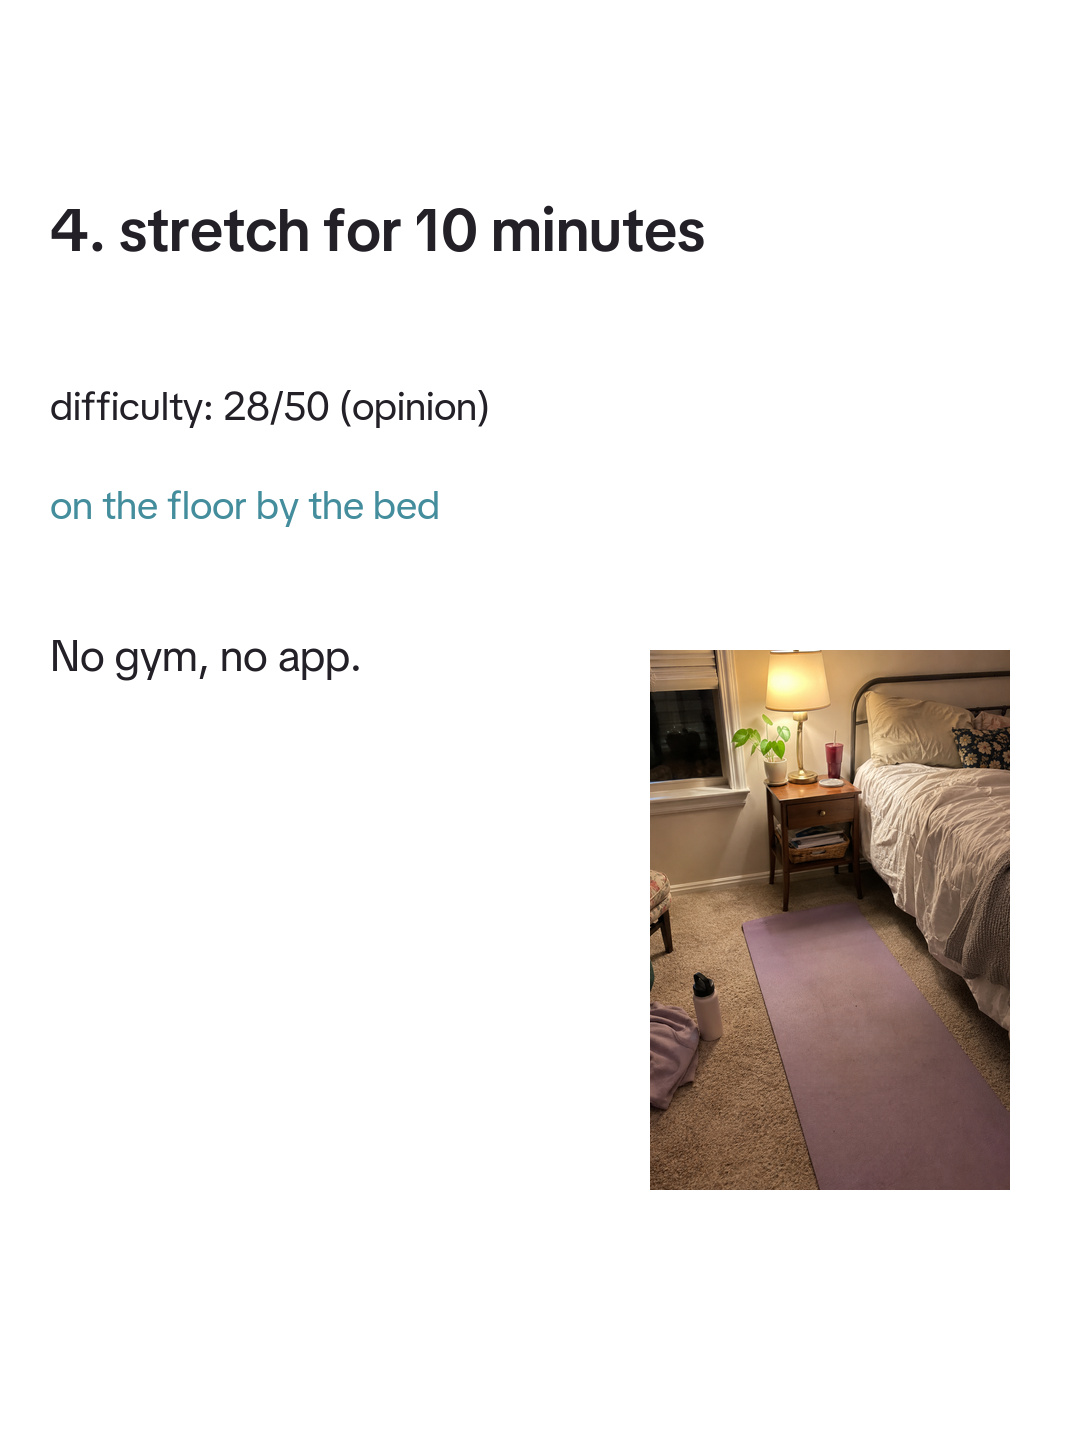 4. stretch for 10 minutes
difficulty: 28/50 (opinion)
on the floor by the bed
No gym, no app.